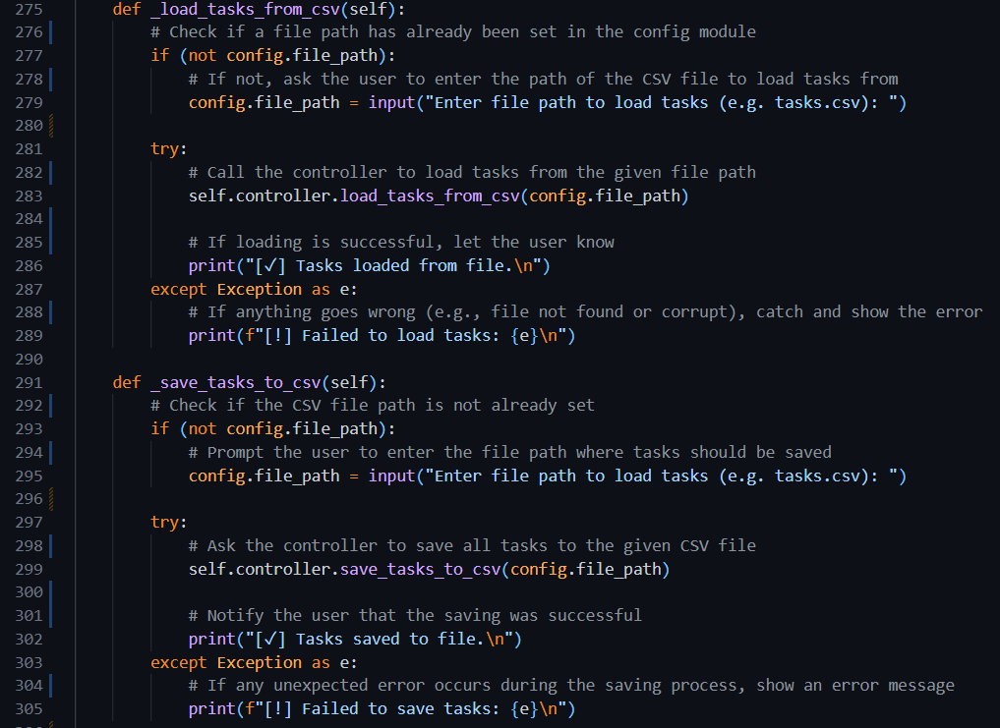 275 def _load_tasks_from_csv(self):
276 # Check if a file path has already been set in the config module
277 if (not config.file_path):
278 # If not, ask the user to enter the path of the CSV file to load tasks from
279 config.file_path = input("Enter file path to load tasks (e.g. tasks.csv): ")
280
281 try:
282 # Call the controller to load tasks from the given file path
283 self.controller.load_tasks_from_csv(config.file_path)
284
285 # If loading is successful, let the user know
286 print("[✓] Tasks loaded from file.\n")
287 except Exception as e:
288 # If anything goes wrong (e.g., file not found or corrupt), catch and show the error
289 print(f"[!] Failed to load tasks: {e}\n")
290
291 def _save_tasks_to_csv(self):
292 # Check if the CSV file path is not already set
293 if (not config.file_path):
294 # Prompt the user to enter the file path where tasks should be saved
295 config.file_path = input("Enter file path to load tasks (e.g. tasks.csv): ")
296
297 try:
298 # Ask the controller to save all tasks to the given CSV file
299 self.controller.save_tasks_to_csv(config.file_path)
300
301 # Notify the user that the saving was successful
302 print("[✓] Tasks saved to file.\n")
303 except Exception as e:
304 # If any unexpected error occurs during the saving process, show an error message
305 print(f"[!] Failed to save tasks: {e}\n")